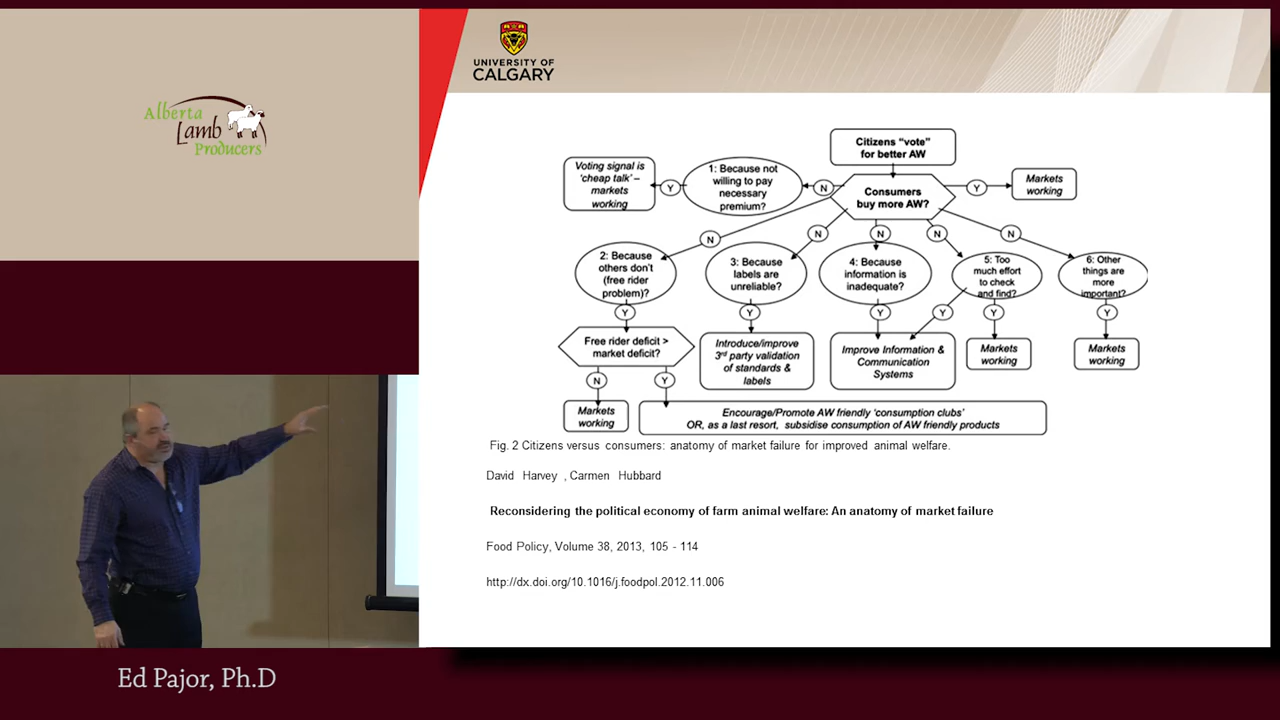 Alberta
Lamb
Producers
UNIVERSITY OF
CALGARY
Citizens “vote”
for better AW
Voting signal is
‘cheap talk’ –
markets
working
Y
1: Because not
willing to pay
necessary
premium?
N
Consumers
buy more AW?
Y
Markets
working
N
N
N
N
N
2: Because
others don’t
(free rider
problem)?
3: Because
labels are
unreliable?
4: Because
information is
inadequate?
5: Too
much effort
to check
and find?
6: Other
things are
more
important?
Y
Y
Y
Y
Y
Y
Free rider deficit >
market deficit?
Introduce/improve
3rd party validation
of standards &
labels
Improve Information &
Communication
Systems
Markets
working
Markets
working
N
Y
Markets
working
Encourage/Promote AW friendly ‘consumption clubs’
OR, as a last resort, subsidise consumption of AW friendly products
Fig. 2 Citizens versus consumers: anatomy of market failure for improved animal welfare.
David Harvey , Carmen Hubbard
Reconsidering the political economy of farm animal welfare: An anatomy of market failure
Food Policy, Volume 38, 2013, 105 - 114
http://dx.doi.org/10.1016/j.foodpol.2012.11.006
Ed Pajor, Ph.D